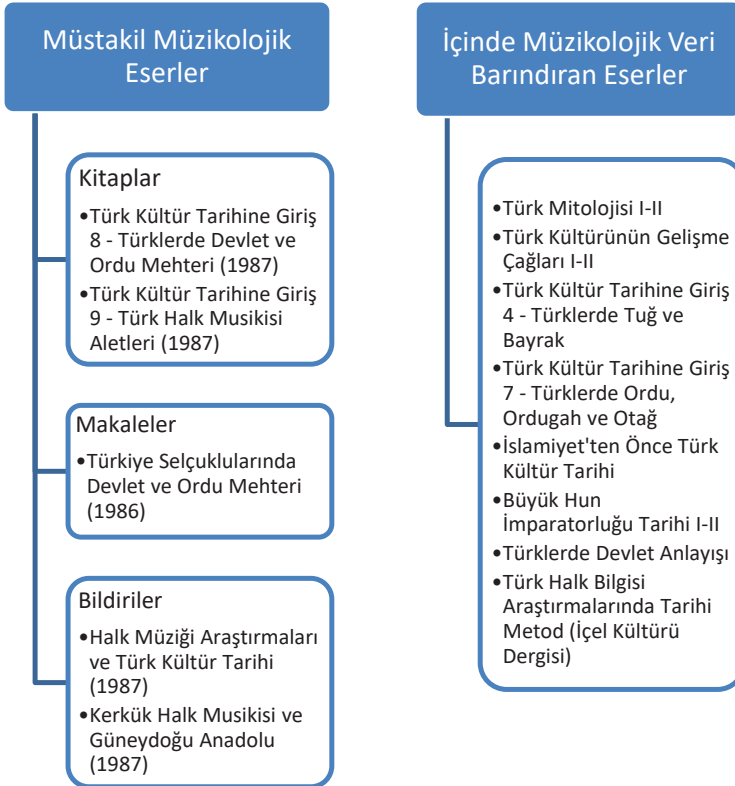 Müstakil Müzikolojik
Eserler
Kitaplar
•Türk Kültür Tarihine Giriş
8 - Türklerde Devlet ve
Ordu Mehteri (1987)
•Türk Kültür Tarihine Giriş
9 - Türk Halk Musikisi
Aletleri (1987)
Makaleler
•Türkiye Selçuklularında
Devlet ve Ordu Mehteri
(1986)
Bildiriler
•Halk Müziği Araştırmaları
ve Türk Kültür Tarihi
(1987)
•Kerkük Halk Musikisi ve
Güneydoğu Anadolu
(1987)
İçinde Müzikolojik Veri
Barındıran Eserler
•Türk Mitolojisi I-II
•Türk Kültürünün Gelişme
Çağları I-II
•Türk Kültür Tarihine Giriş
4 - Türklerde Tuğ ve
Bayrak
•Türk Kültür Tarihine Giriş
7 - Türklerde Ordu,
Ordugah ve Otağ
•İslamiyet'ten Önce Türk
Kültür Tarihi
•Büyük Hun
İmparatorluğu Tarihi I-II
•Türklerde Devlet Anlayışı
•Türk Halk Bilgisi
Araştırmalarında Tarihi
Metod (İçel Kültürü
Dergisi)